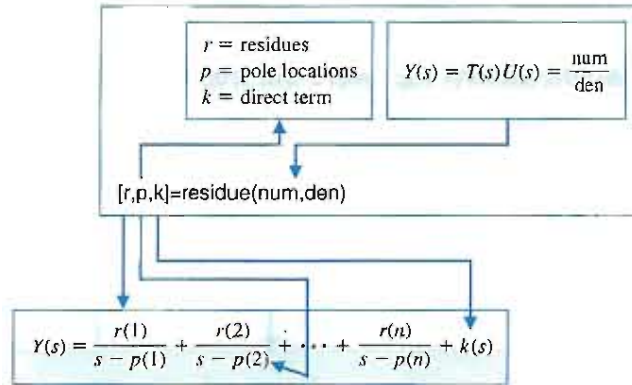 r = residues
p = pole locations
k = direct term
Y(s) = T(s)U(s) = num/den
[r,p,k]=residue(num,den)
Y(s) = r(1)/(s − p(1)) + r(2)/(s − p(2)) + · · · + r(n)/(s − p(n)) + k(s)